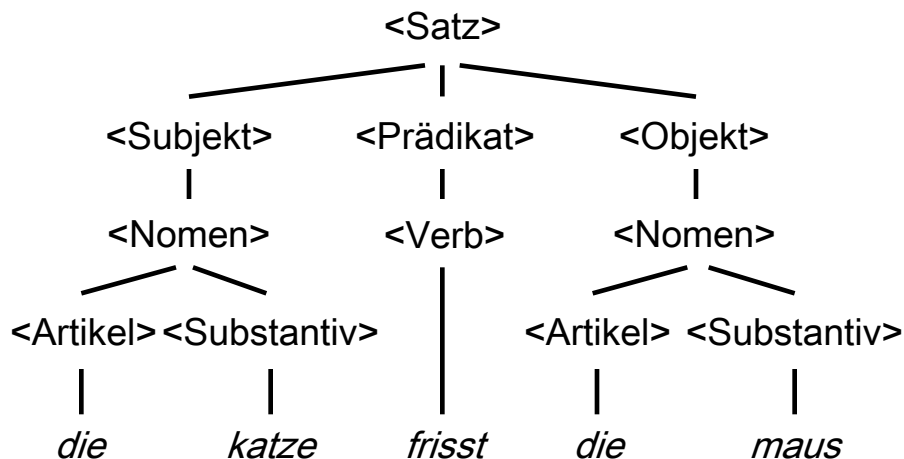 <Satz>
<Subjekt> <Prädikat> <Objekt>
<Nomen> <Verb> <Nomen>
<Artikel> <Substantiv> <Artikel> <Substantiv>
die katze frisst die maus